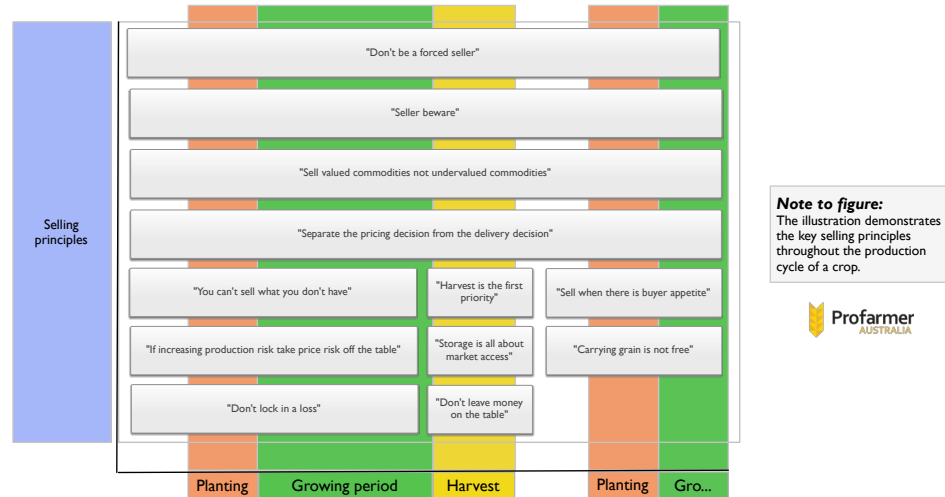 "Don't be a forced seller"
"Seller beware"
"Sell valued commodities not undervalued commodities"
Selling
principles
"Separate the pricing decision from the delivery decision"
"You can't sell what you don't have"
"Harvest is the first
priority"
"Sell when there is buyer appetite"
"If increasing production risk take price risk off the table"
"Storage is all about
market access"
"Carrying grain is not free"
"Don't lock in a loss"
"Don't leave money
on the table"
Planting
Growing period
Harvest
Planting
Gro...
Note to figure:
The illustration demonstrates
the key selling principles
throughout the production
cycle of a crop.
Profarmer
AUSTRALIA